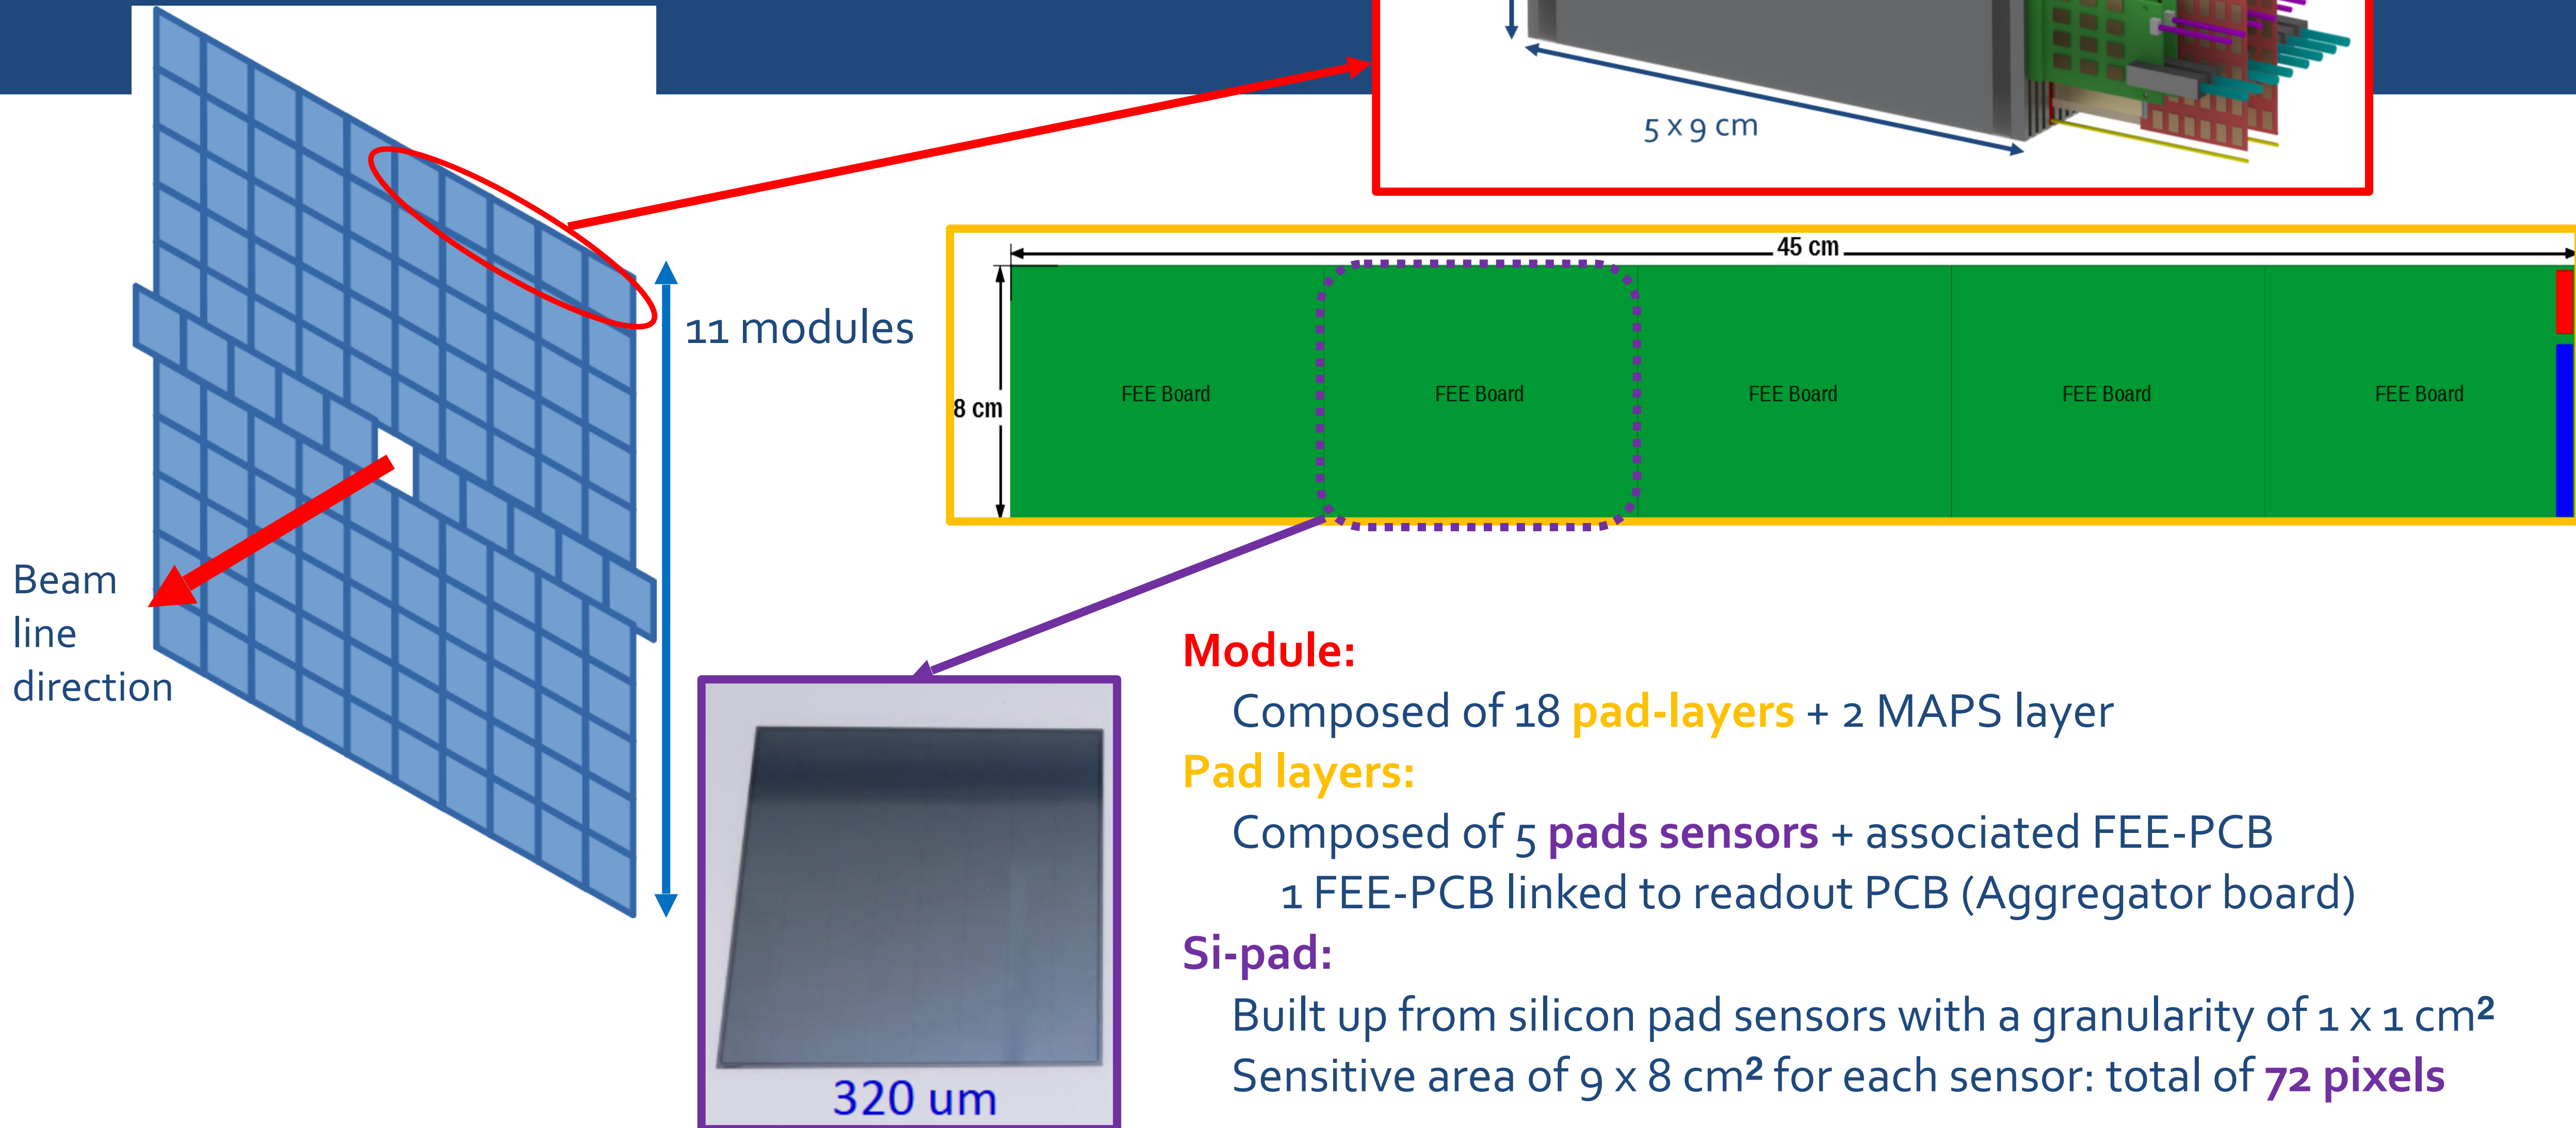 5 x 9 cm
45 cm
11 modules
8 cm
FEE Board
FEE Board
FEE Board
FEE Board
FEE Board
Beam
line
direction
Module:
Composed of 18 pad-layers + 2 MAPS layer
Pad layers:
Composed of 5 pads sensors + associated FEE-PCB
1 FEE-PCB linked to readout PCB (Aggregator board)
Si-pad:
Built up from silicon pad sensors with a granularity of 1 x 1 cm²
Sensitive area of 9 x 8 cm² for each sensor: total of 72 pixels
320 um